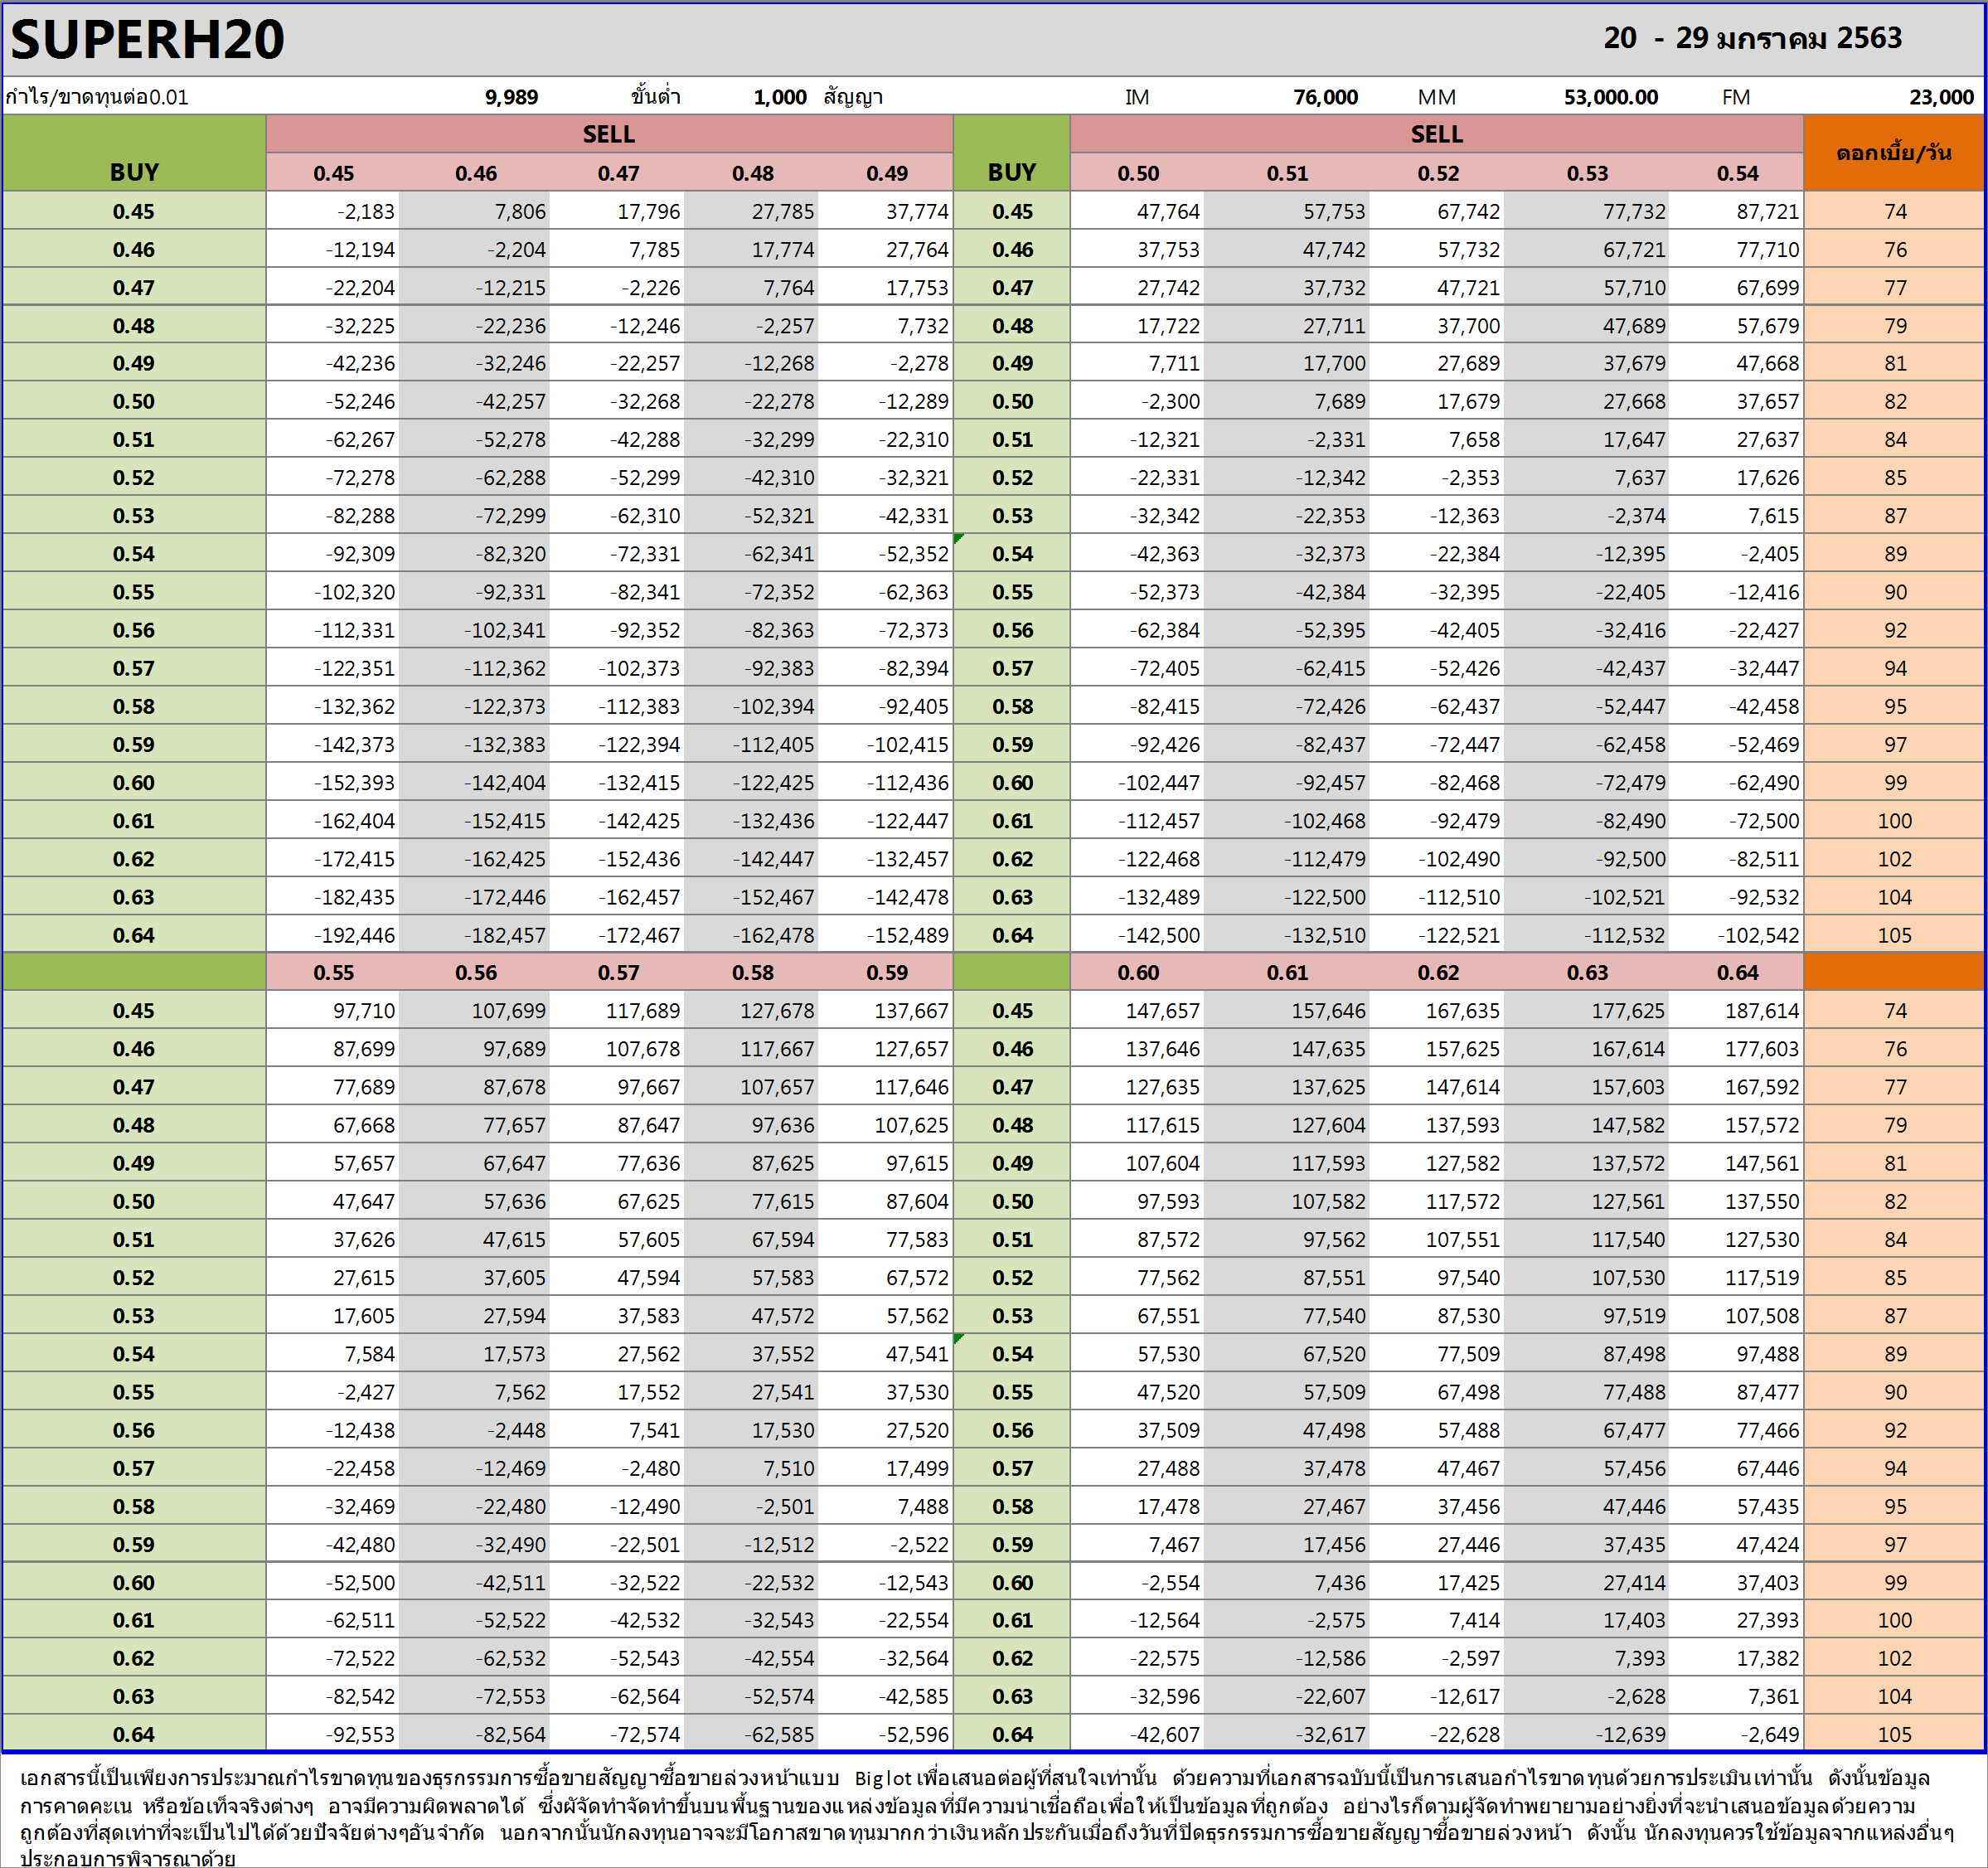 SUPERH20 20 - 29 มกราคม 2563
กำไร/ขาดทุนต่อ0.01 9,989 ขั้นต่ำ 1,000 สัญญา IM 76,000 MM 53,000.00 FM 23,000
SELL SELL ดอกเบี้ย/วัน
BUY 0.45 0.46 0.47 0.48 0.49 BUY 0.50 0.51 0.52 0.53 0.54
0.45 -2,183 7,806 17,796 27,785 37,774 0.45 47,764 57,753 67,742 77,732 87,721 74
0.46 -12,194 -2,204 7,785 17,774 27,764 0.46 37,753 47,742 57,732 67,721 77,710 76
0.47 -22,204 -12,215 -2,226 7,764 17,753 0.47 27,742 37,732 47,721 57,710 67,699 77
0.48 -32,225 -22,236 -12,246 -2,257 7,732 0.48 17,722 27,711 37,700 47,689 57,679 79
0.49 -42,236 -32,246 -22,257 -12,268 -2,278 0.49 7,711 17,700 27,689 37,679 47,668 81
0.50 -52,246 -42,257 -32,268 -22,278 -12,289 0.50 -2,300 7,689 17,679 27,668 37,657 82
0.51 -62,267 -52,278 -42,288 -32,299 -22,310 0.51 -12,321 -2,331 7,658 17,647 27,637 84
0.52 -72,278 -62,288 -52,299 -42,310 -32,321 0.52 -22,331 -12,342 -2,353 7,637 17,626 85
0.53 -82,288 -72,299 -62,310 -52,321 -42,331 0.53 -32,342 -22,353 -12,363 -2,374 7,615 87
0.54 -92,309 -82,320 -72,331 -62,341 -52,352 0.54 -42,363 -32,373 -22,384 -12,395 -2,405 89
0.55 -102,320 -92,331 -82,341 -72,352 -62,363 0.55 -52,373 -42,384 -32,395 -22,405 -12,416 90
0.56 -112,331 -102,341 -92,352 -82,363 -72,373 0.56 -62,384 -52,395 -42,405 -32,416 -22,427 92
0.57 -122,351 -112,362 -102,373 -92,383 -82,394 0.57 -72,405 -62,415 -52,426 -42,437 -32,447 94
0.58 -132,362 -122,373 -112,383 -102,394 -92,405 0.58 -82,415 -72,426 -62,437 -52,447 -42,458 95
0.59 -142,373 -132,383 -122,394 -112,405 -102,415 0.59 -92,426 -82,437 -72,447 -62,458 -52,469 97
0.60 -152,393 -142,404 -132,415 -122,425 -112,436 0.60 -102,447 -92,457 -82,468 -72,479 -62,490 99
0.61 -162,404 -152,415 -142,425 -132,436 -122,447 0.61 -112,457 -102,468 -92,479 -82,490 -72,500 100
0.62 -172,415 -162,425 -152,436 -142,447 -132,457 0.62 -122,468 -112,479 -102,490 -92,500 -82,511 102
0.63 -182,435 -172,446 -162,457 -152,467 -142,478 0.63 -132,489 -122,500 -112,510 -102,521 -92,532 104
0.64 -192,446 -182,457 -172,467 -162,478 -152,489 0.64 -142,500 -132,510 -122,521 -112,532 -102,542 105
0.55 0.56 0.57 0.58 0.59 0.60 0.61 0.62 0.63 0.64
0.45 97,710 107,699 117,689 127,678 137,667 0.45 147,657 157,646 167,635 177,625 187,614 74
0.46 87,699 97,689 107,678 117,667 127,657 0.46 137,646 147,635 157,625 167,614 177,603 76
0.47 77,689 87,678 97,667 107,657 117,646 0.47 127,635 137,625 147,614 157,603 167,592 77
0.48 67,668 77,657 87,647 97,636 107,625 0.48 117,615 127,604 137,593 147,582 157,572 79
0.49 57,657 67,647 77,636 87,625 97,615 0.49 107,604 117,593 127,582 137,572 147,561 81
0.50 47,647 57,636 67,625 77,615 87,604 0.50 97,593 107,582 117,572 127,561 137,550 82
0.51 37,626 47,615 57,605 67,594 77,583 0.51 87,572 97,562 107,551 117,540 127,530 84
0.52 27,615 37,605 47,594 57,583 67,572 0.52 77,562 87,551 97,540 107,530 117,519 85
0.53 17,605 27,594 37,583 47,572 57,562 0.53 67,551 77,540 87,530 97,519 107,508 87
0.54 7,584 17,573 27,562 37,552 47,541 0.54 57,530 67,520 77,509 87,498 97,488 89
0.55 -2,427 7,562 17,552 27,541 37,530 0.55 47,520 57,509 67,498 77,488 87,477 90
0.56 -12,438 -2,448 7,541 17,530 27,520 0.56 37,509 47,498 57,488 67,477 77,466 92
0.57 -22,458 -12,469 -2,480 7,510 17,499 0.57 27,488 37,478 47,467 57,456 67,446 94
0.58 -32,469 -22,480 -12,490 -2,501 7,488 0.58 17,478 27,467 37,456 47,446 57,435 95
0.59 -42,480 -32,490 -22,501 -12,512 -2,522 0.59 7,467 17,456 27,446 37,435 47,424 97
0.60 -52,500 -42,511 -32,522 -22,532 -12,543 0.60 -2,554 7,436 17,425 27,414 37,403 99
0.61 -62,511 -52,522 -42,532 -32,543 -22,554 0.61 -12,564 -2,575 7,414 17,403 27,393 100
0.62 -72,522 -62,532 -52,543 -42,554 -32,564 0.62 -22,575 -12,586 -2,597 7,393 17,382 102
0.63 -82,542 -72,553 -62,564 -52,574 -42,585 0.63 -32,596 -22,607 -12,617 -2,628 7,361 104
0.64 -92,553 -82,564 -72,574 -62,585 -52,596 0.64 -42,607 -32,617 -22,628 -12,639 -2,649 105
เอกสารนี้เป็นเพียงการประมาณกำไรขาดทุนของธุรกรรมการซื้อขายสัญญาซื้อขายล่วงหน้าแบบ Big lot เพื่อเสนอต่อผู้ที่สนใจเท่านั้น ด้วยความที่เอกสารฉบับนี้เป็นการเสนอกำไรขาดทุนด้วยการประเมินเท่านั้น ดังนั้นข้อมูล
การคาดคะเน หรือข้อเท็จจริงต่างๆ อาจมีความผิดพลาดได้ ซึ่งผัจัดทำจัดทำขึ้นบนพื้นฐานของแหล่งข้อมูลที่มีความน่าเชื่อถือเพื่อให้เป็นข้อมูลที่ถูกต้อง อย่างไรก็ตามผู้จัดทำพยายามอย่างยิ่งที่จะนำเสนอข้อมูลด้วยความ
ถูกต้องที่สุดเท่าที่จะเป็นไปได้ด้วยปัจจัยต่างๆอันจำกัด นอกจากนั้นนักลงทุนอาจจะมีโอกาสขาดทุนมากกว่าเงินหลักประกันเมื่อถึงวันที่ปิดธุรกรรมการซื้อขายสัญญาซื้อขายล่วงหน้า ดังนั้น นักลงทุนควรใช้ข้อมูลจากแหล่งอื่นๆ
ประกอบการพิจารณาด้วย